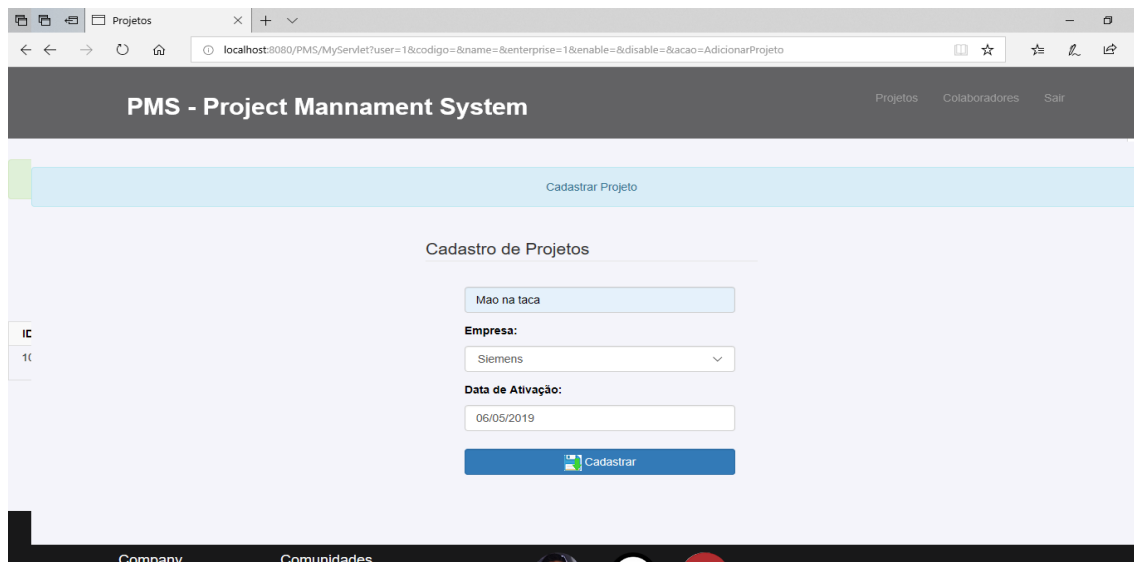 Projetos
localhost:8080/PMS/MyServlet?user=1&codigo=&name=&enterprise=1&enable=&disable=&acao=AdicionarProjeto
PMS - Project Mannament System
Projetos Colaboradores Sair
Cadastrar Projeto
Cadastro de Projetos
Mao na taca
ID
10
Empresa:
Siemens
Data de Ativação:
06/05/2019
Cadastrar
Company Comunidades